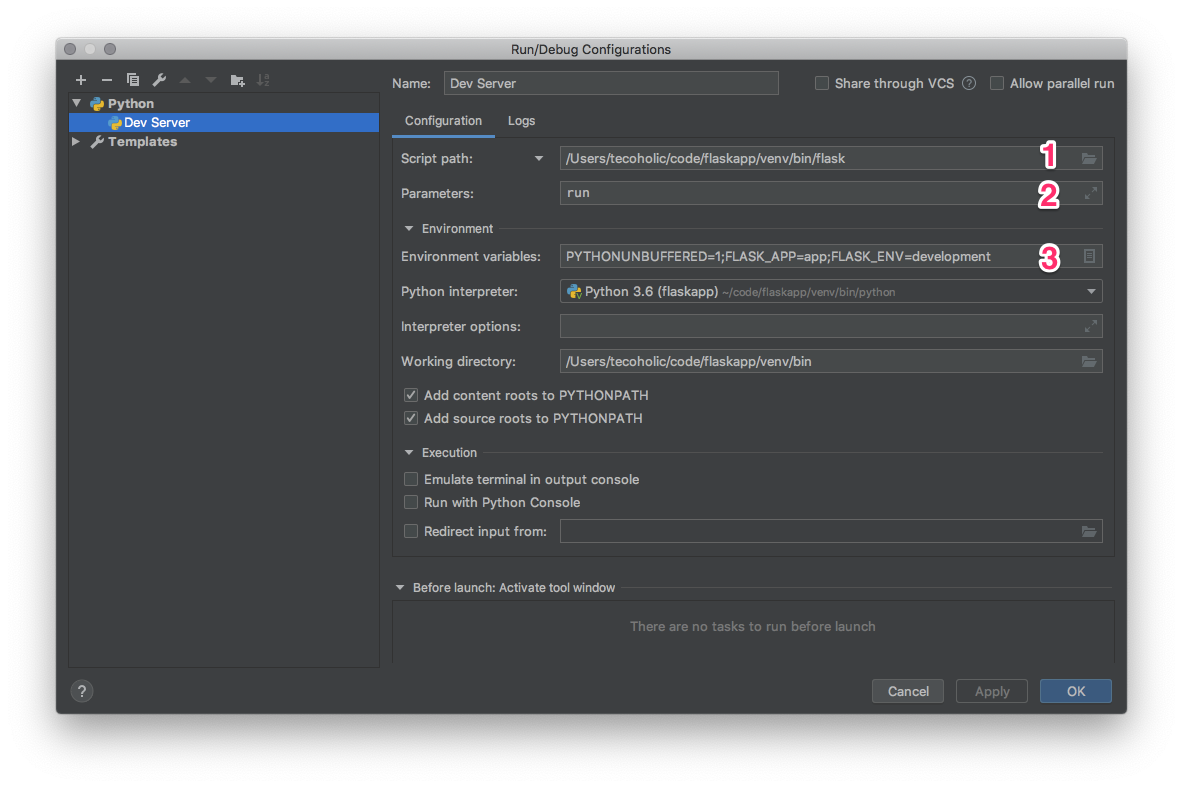 Run/Debug Configurations
Name: Dev Server Share through VCS ? Allow parallel run
Python
Dev Server
Templates
Configuration Logs
Script path: /Users/tecoholic/code/flaskapp/venv/bin/flask 1
Parameters: run 2
Environment
Environment variables: PYTHONUNBUFFERED=1;FLASK_APP=app;FLASK_ENV=development 3
Python interpreter: Python 3.6 (flaskapp) ~/code/flaskapp/venv/bin/python
Interpreter options:
Working directory: /Users/tecoholic/code/flaskapp/venv/bin
Add content roots to PYTHONPATH
Add source roots to PYTHONPATH
Execution
Emulate terminal in output console
Run with Python Console
Redirect input from:
Before launch: Activate tool window
There are no tasks to run before launch
? Cancel Apply OK